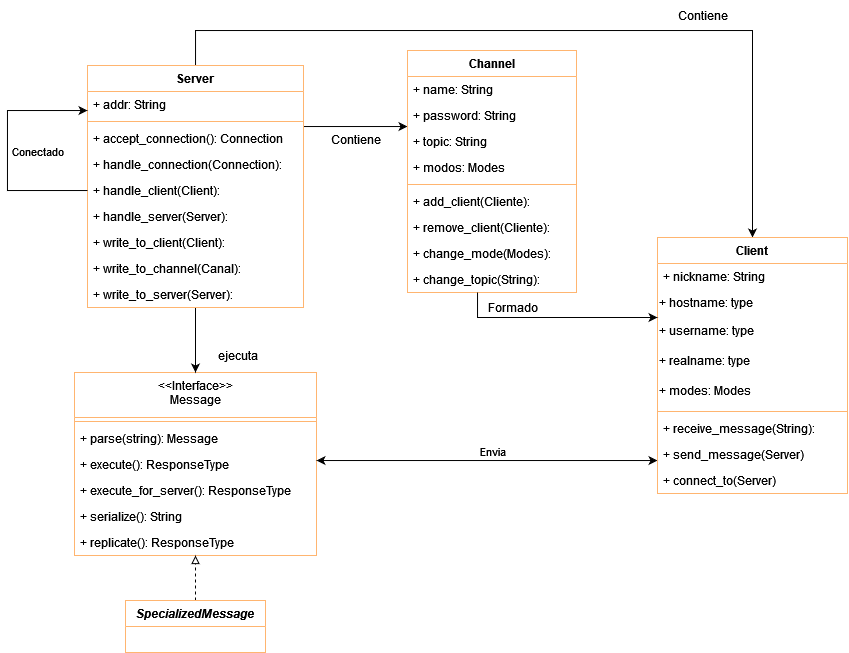 Contiene
Server
+ addr: String
+ accept_connection(): Connection
+ handle_connection(Connection):
+ handle_client(Client):
+ handle_server(Server):
+ write_to_client(Client):
+ write_to_channel(Canal):
+ write_to_server(Server):
Conectado
Contiene
Channel
+ name: String
+ password: String
+ topic: String
+ modos: Modes
+ add_client(Cliente):
+ remove_client(Cliente):
+ change_mode(Modes):
+ change_topic(String):
Formado
Client
+ nickname: String
+ hostname: type
+ username: type
+ realname: type
+ modes: Modes
+ receive_message(String):
+ send_message(Server)
+ connect_to(Server)
ejecuta
<<Interface>>
Message
+ parse(string): Message
+ execute(): ResponseType
+ execute_for_server(): ResponseType
+ serialize(): String
+ replicate(): ResponseType
Envia
SpecializedMessage